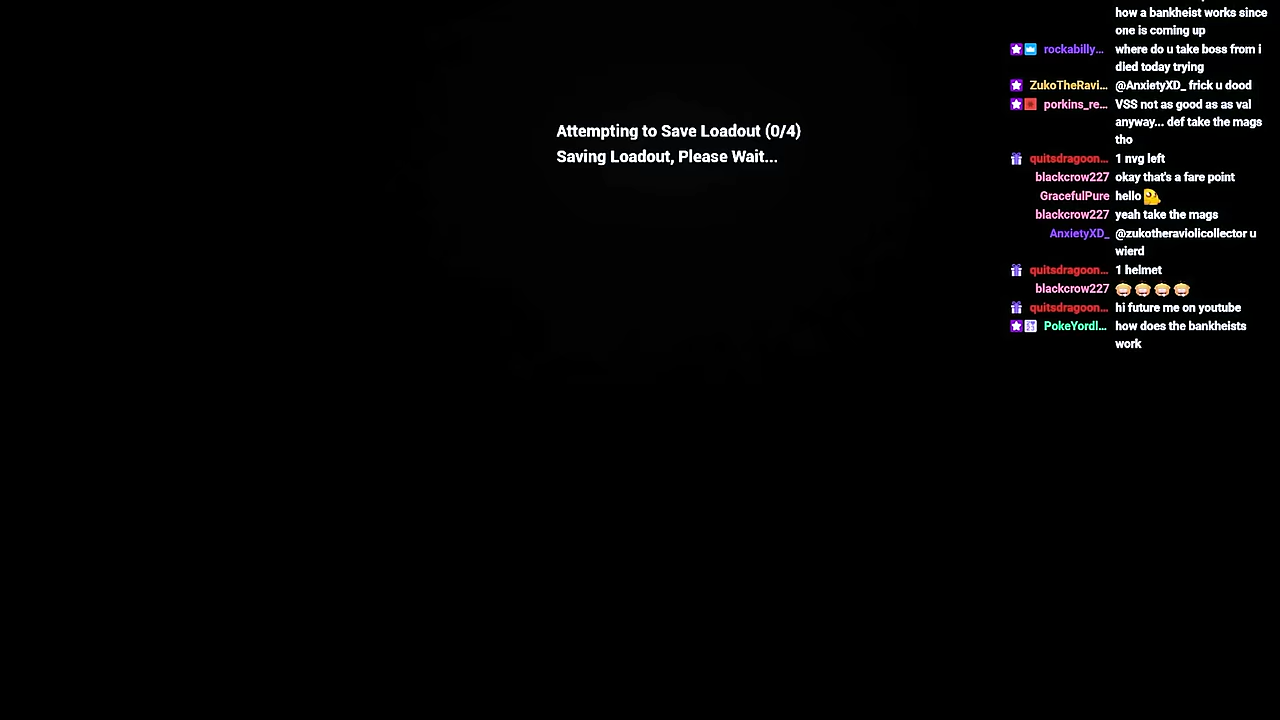 how a bankheist works since
one is coming up
rockabilly... where do u take boss from i
died today trying
ZukoTheRavi... @AnxietyXD_ frick u dood
porkins_re... VSS not as good as as val
anyway... def take the mags
tho
Attempting to Save Loadout (0/4)
Saving Loadout, Please Wait...
quitsdragoon... 1 nvg left
blackcrow227 okay that's a fare point
GracefulPure hello
blackcrow227 yeah take the mags
AnxietyXD_ @zukotheraviolicollector u
wierd
quitsdragoon... 1 helmet
blackcrow227
quitsdragoon... hi future me on youtube
PokeYordl... how does the bankheists
work